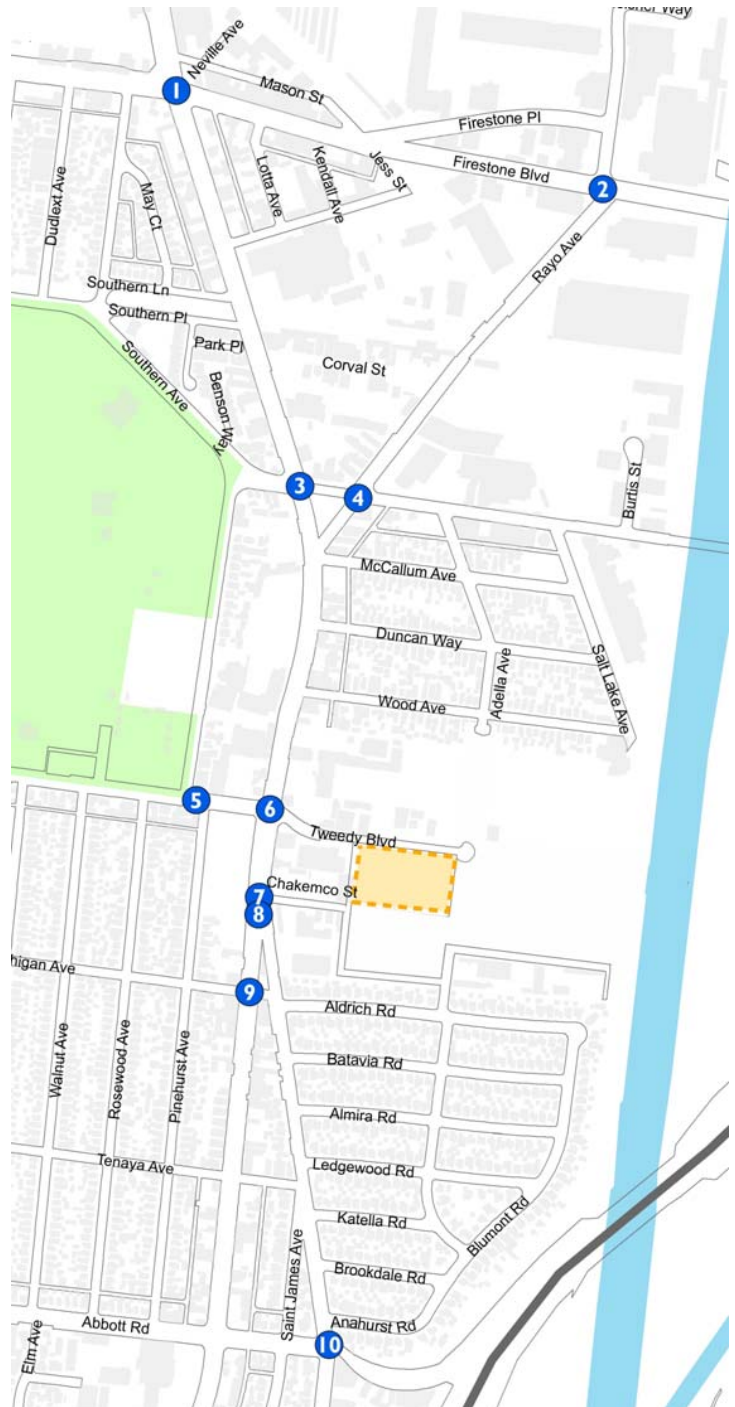 Neville Ave
1
Mason St
Firestone Pl
Jess St
Firestone Blvd
2
Lotta Ave
Kendall Ave
Dudlext Ave
May Ct
Rayo Ave
Southern Ln
Southern Pl
Park Pl
Southern Ave
Corval St
Benson Way
3
4
Burtis St
McCallum Ave
Duncan Way
Adella Ave
Salt Lake Ave
Wood Ave
5
6
Tweedy Blvd
7
Chakemco St
8
higan Ave
9
Aldrich Rd
Walnut Ave
Rosewood Ave
Pinehurst Ave
Batavia Rd
Almira Rd
Tenaya Ave
Ledgewood Rd
Katella Rd
Blumont Rd
Saint James Ave
Brookdale Rd
Abbott Rd
Anahurst Rd
10
Elm Ave